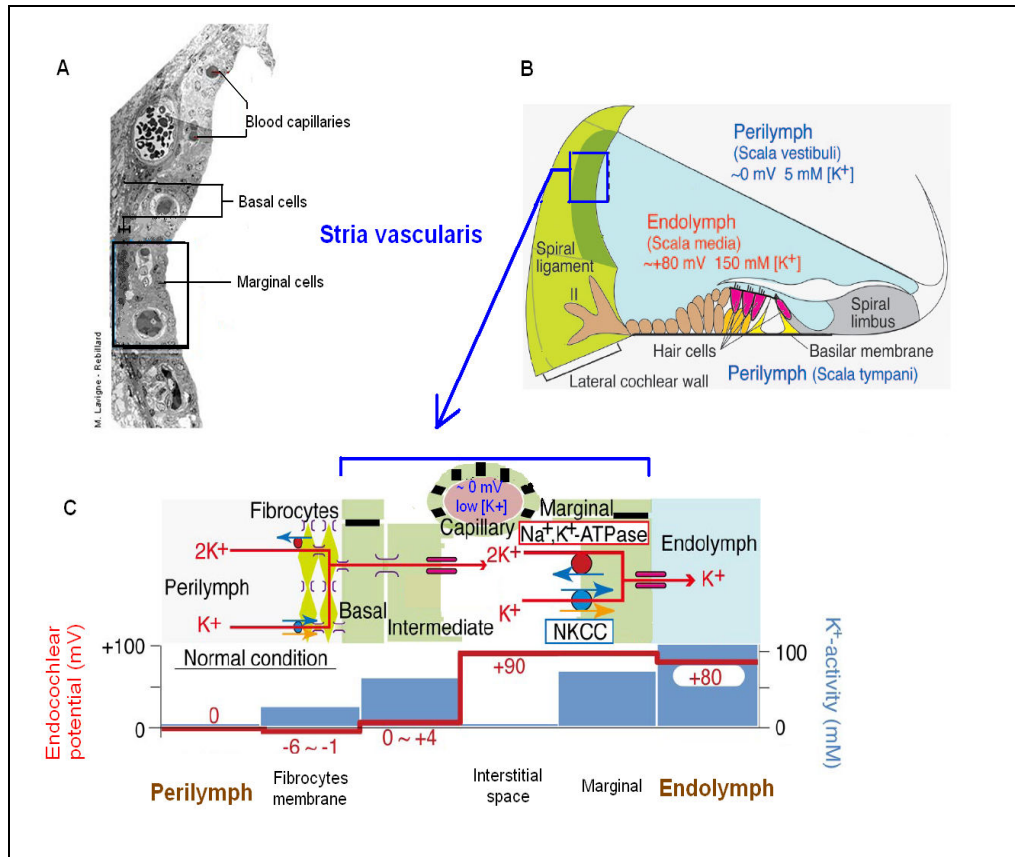 A
Blood capillaries
Basal cells
Marginal cells
M. Lavigne - Rebillard
Stria vascularis
B
Perilymph
(Scala vestibuli)
~0 mV 5 mM [K+]
Endolymph
(Scala media)
~+80 mV 150 mM [K+]
Spiral
ligament
II
Spiral
limbus
Hair cells
Basilar membrane
Lateral cochlear wall
Perilymph (Scala tympani)
C
~ 0 mV
low [K+]
Capillary
Fibrocytes
Marginal
Na+,K+-ATPase
Endolymph
2K+
2K+
K+
Perilymph
Basal
Intermediate
K+
K+
NKCC
Endocochlear
potential (mV)
+100
0
Normal condition
0
-6 ~ -1
0 ~ +4
+90
+80
100
0
K+-activity (mM)
Perilymph
Fibrocytes
membrane
Interstitial
space
Marginal
Endolymph